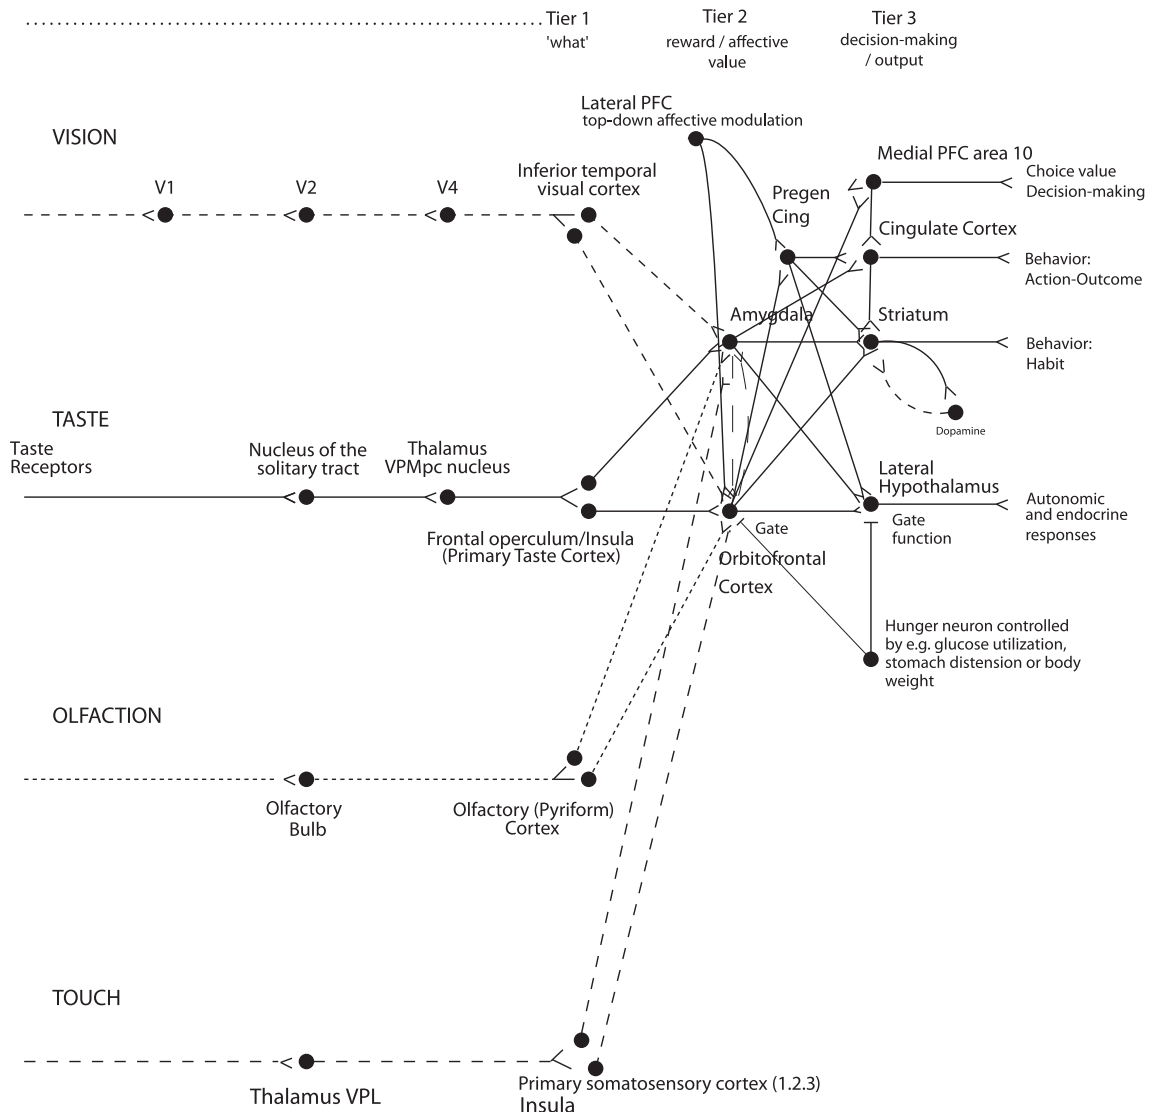 Tier 1
'what'
Tier 2
reward / affective
value
Tier 3
decision-making
/ output
Lateral PFC
top-down affective modulation
VISION
V1
V2
V4
Inferior temporal
visual cortex
Pregen
Cing
Medial PFC area 10
Choice value
Decision-making
Cingulate Cortex
Behavior:
Action-Outcome
Amygdala
Striatum
Behavior:
Habit
Dopamine
TASTE
Taste
Receptors
Nucleus of the
solitary tract
Thalamus
VPMpc nucleus
Frontal operculum/Insula
(Primary Taste Cortex)
Gate
Orbitofrontal
Cortex
Lateral
Hypothalamus
Gate
function
Autonomic
and endocrine
responses
Hunger neuron controlled
by e.g. glucose utilization,
stomach distension or body
weight
OLFACTION
Olfactory
Bulb
Olfactory (Pyriform)
Cortex
TOUCH
Thalamus VPL
Primary somatosensory cortex (1.2.3)
Insula